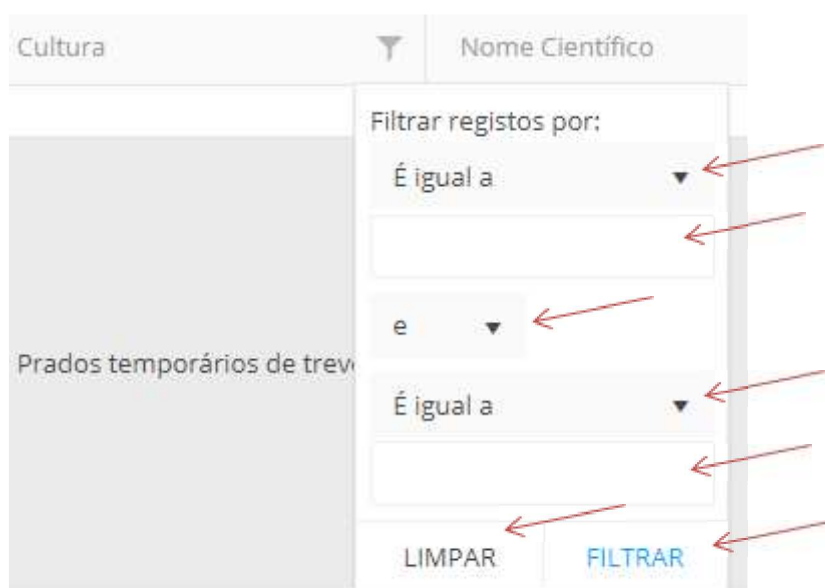 Cultura
Nome Científico
Filtrar registos por:
É igual a
e
Prados temporários de trev
É igual a
LIMPAR
FILTRAR